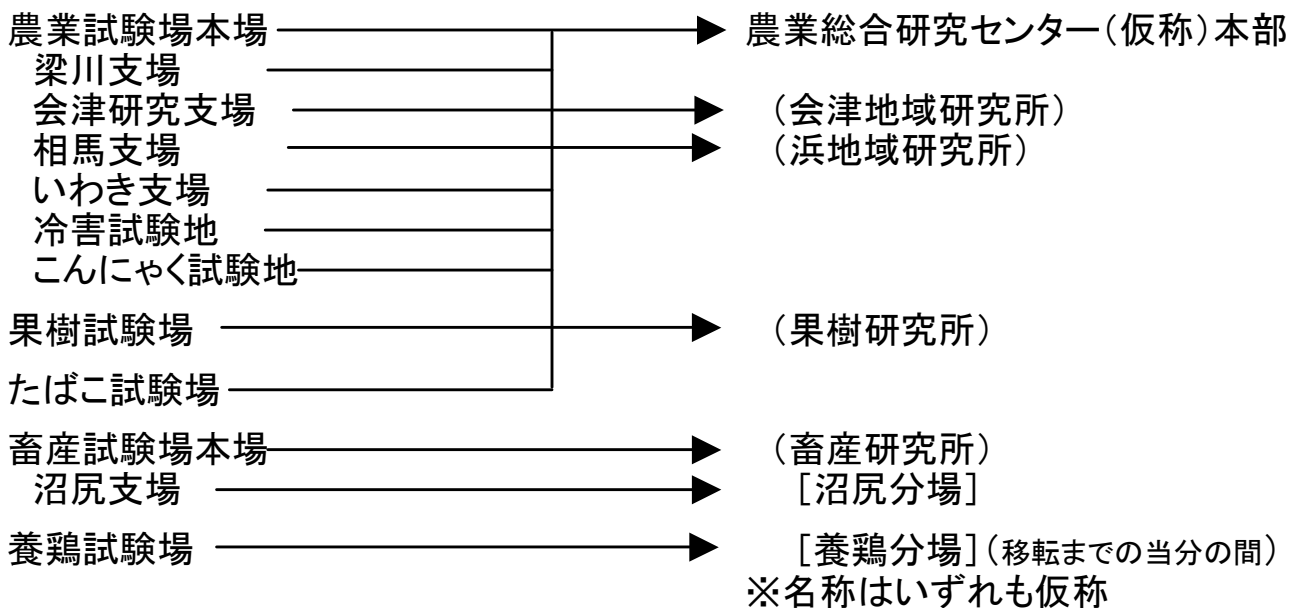 農業試験場本場 農業総合研究センター(仮称)本部
梁川支場
会津研究支場 (会津地域研究所)
相馬支場 (浜地域研究所)
いわき支場
冷害試験地
こんにゃく試験地
果樹試験場 (果樹研究所)
たばこ試験場
畜産試験場本場 (畜産研究所)
沼尻支場 [沼尻分場]
養鶏試験場 [養鶏分場](移転までの当分の間)
※名称はいずれも仮称